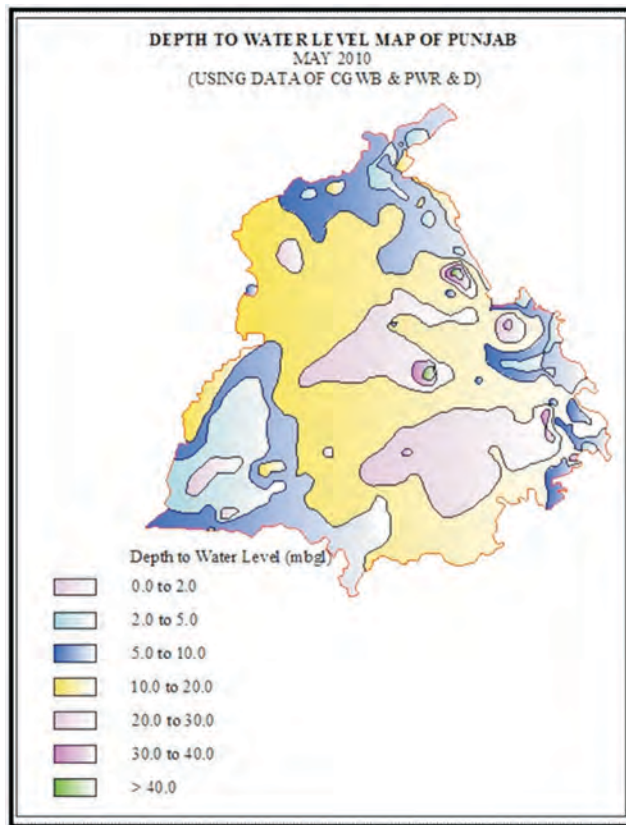 DEPTH TO WATER LEVEL MAP OF PUNJAB
MAY 2010
(USING DATA OF CGWB & PWR & D)
Depth to Water Level (mbgl)
0.0 to 2.0
2.0 to 5.0
5.0 to 10.0
10.0 to 20.0
20.0 to 30.0
30.0 to 40.0
> 40.0